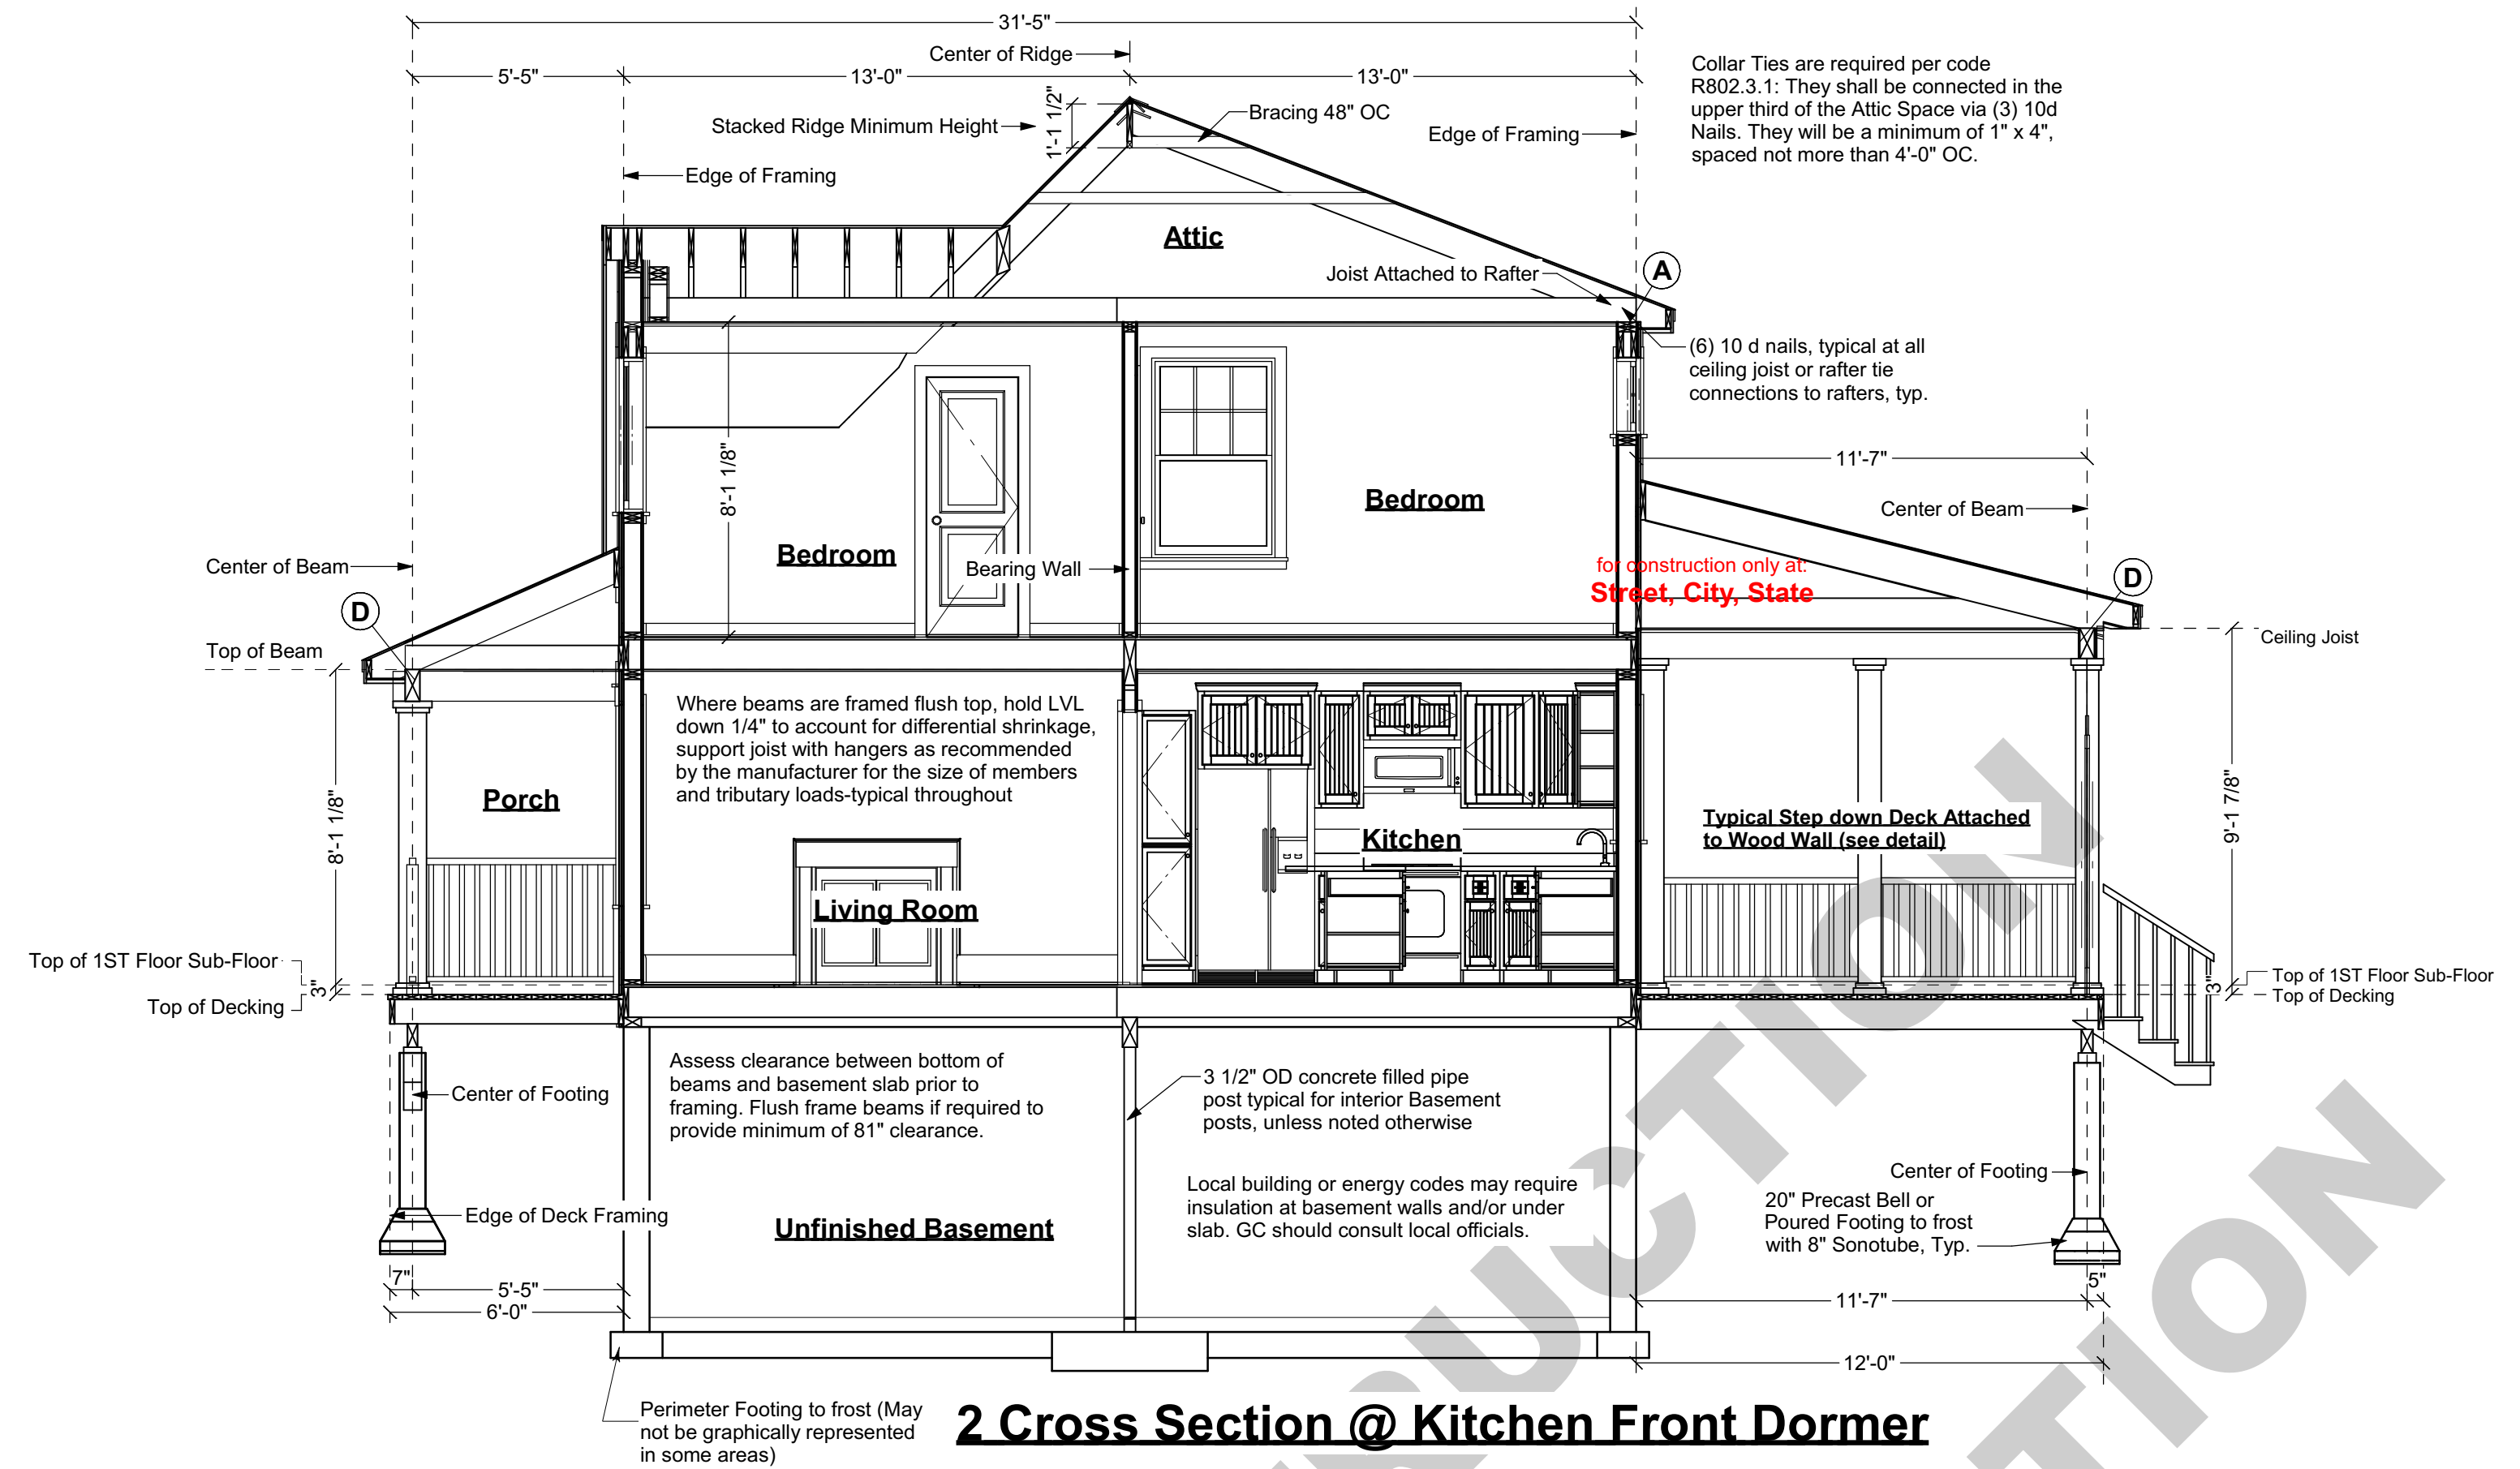 31'-5"
Center of Ridge
5'-5"
13'-0"
13'-0"
Collar Ties are required per code
R802.3.1: They shall be connected in the
upper third of the Attic Space via (3) 10d
Nails. They will be a minimum of 1" x 4",
spaced not more than 4'-0" OC.
Stacked Ridge Minimum Height
1'-1 1/2"
Bracing 48" OC
Edge of Framing
Edge of Framing
Attic
Joist Attached to Rafter
A
(6) 10 d nails, typical at all
ceiling joist or rafter tie
connections to rafters, typ.
8'-1 1/8"
11'-7"
Bedroom
Center of Beam
Bedroom
Bearing Wall
Center of Beam
for construction only at:
Street, City, State
D
D
Top of Beam
Ceiling Joist
Where beams are framed flush top, hold LVL
down 1/4" to account for differential shrinkage,
support joist with hangers as recommended
by the manufacturer for the size of members
and tributary loads-typical throughout
8'-1 1/8"
Porch
Kitchen
Typical Step down Deck Attached
to Wood Wall (see detail)
9'-1 7/8"
Living Room
Top of 1ST Floor Sub-Floor
3"
Top of Decking
Top of 1ST Floor Sub-Floor
3"
Top of Decking
Assess clearance between bottom of
beams and basement slab prior to
framing. Flush frame beams if required to
provide minimum of 81" clearance.
3 1/2" OD concrete filled pipe
post typical for interior Basement
posts, unless noted otherwise
Center of Footing
Local building or energy codes may require
insulation at basement walls and/or under
slab. GC should consult local officials.
Center of Footing
20" Precast Bell or
Poured Footing to frost
with 8" Sonotube, Typ.
Edge of Deck Framing
Unfinished Basement
7"
5'-5"
6'-0"
5"
11'-7"
12'-0"
Perimeter Footing to frost (May
not be graphically represented
in some areas)
2 Cross Section @ Kitchen Front Dormer